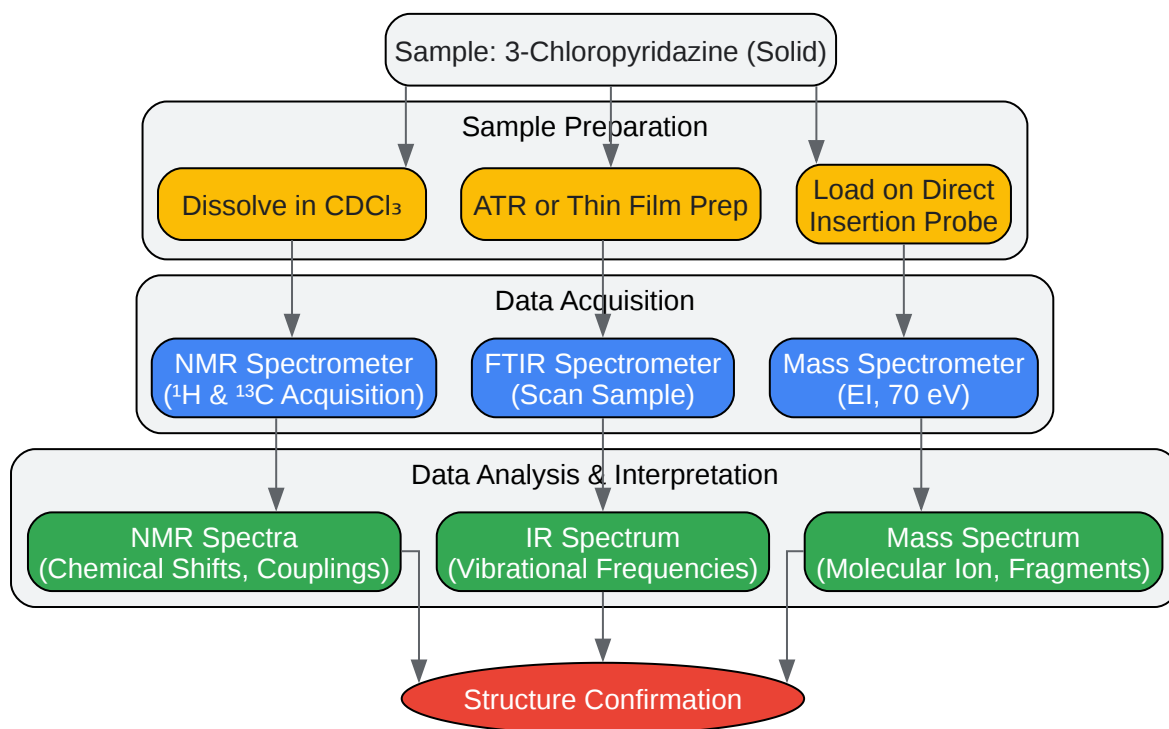 Sample: 3-Chloropyridazine (Solid)
Sample Preparation
Dissolve in CDCl₃
ATR or Thin Film Prep
Load on Direct
Insertion Probe
Data Acquisition
NMR Spectrometer
(¹H & ¹³C Acquisition)
FTIR Spectrometer
(Scan Sample)
Mass Spectrometer
(EI, 70 eV)
Data Analysis & Interpretation
NMR Spectra
(Chemical Shifts, Couplings)
IR Spectrum
(Vibrational Frequencies)
Mass Spectrum
(Molecular Ion, Fragments)
Structure Confirmation